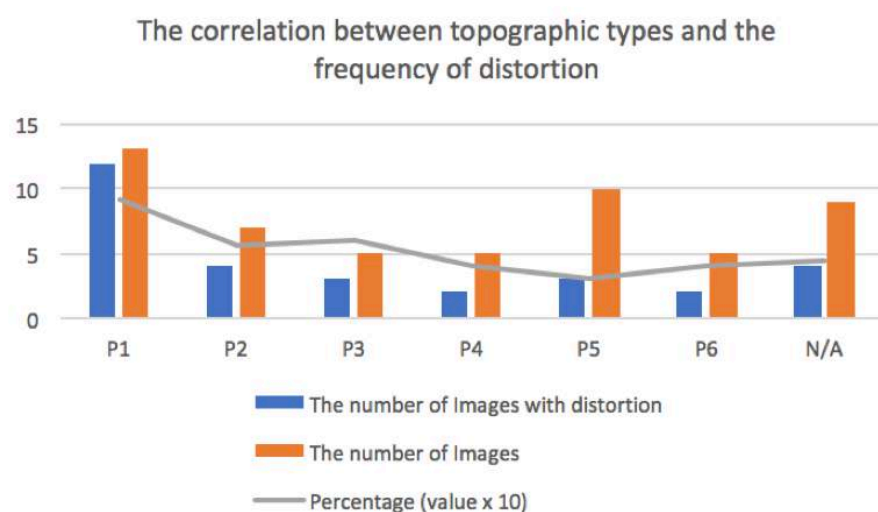 The correlation between topographic types and the
frequency of distortion
15
10
5
0
P1 P2 P3 P4 P5 P6 N/A
The number of Images with distortion
The number of Images
Percentage (value x 10)